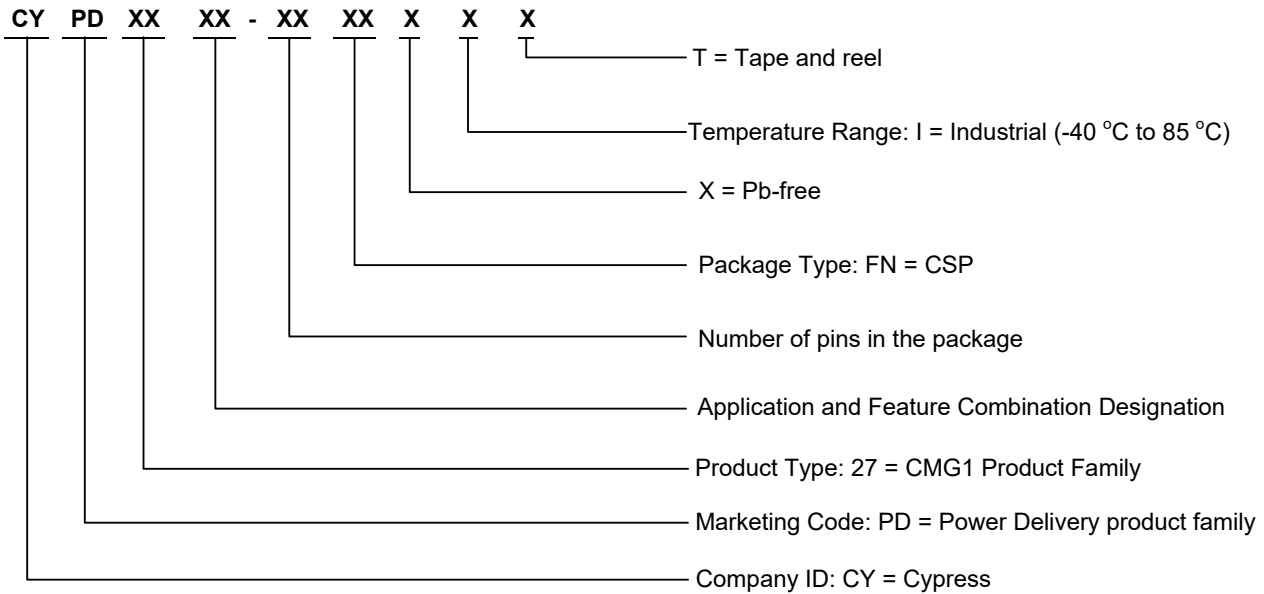 CY PD XX XX - XX XX X X X
T = Tape and reel
Temperature Range: I = Industrial (-40 °C to 85 °C)
X = Pb-free
Package Type: FN = CSP
Number of pins in the package
Application and Feature Combination Designation
Product Type: 27 = CMG1 Product Family
Marketing Code: PD = Power Delivery product family
Company ID: CY = Cypress